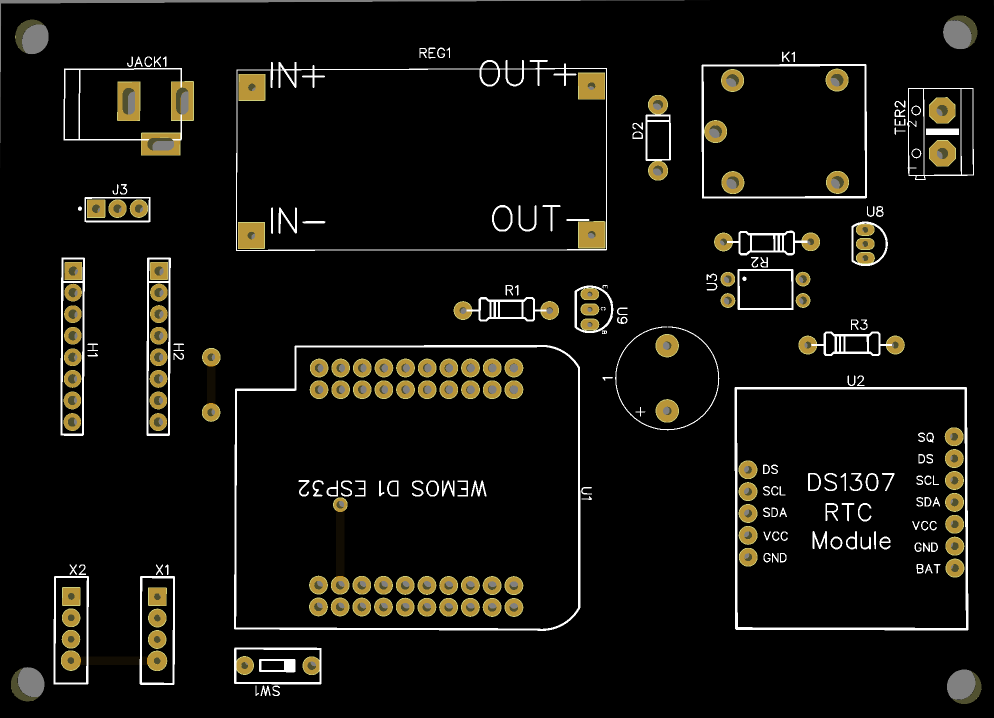 JACK1
REG1
IN+
OUT+
K1
D2
TER2
2
1
J3
IN-
OUT-
U8
R2
U3
R1
E
C
B
U9
R3
H1
H2
1
+
U2
WEMOS D1 ESP32
U1
SQ
DS
DS
SCL
SCL
SDA
SDA
VCC
VCC
GND
GND
BAT
DS1307
RTC
Module
X2
X1
SW1